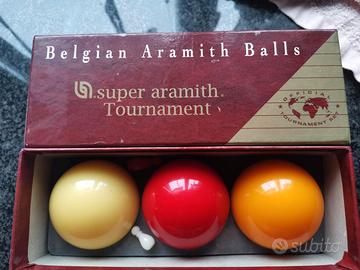 Belgian Aramith Balls
super aramith®
Tournament
OFFICIAL
TOURNAMENT SET
subito